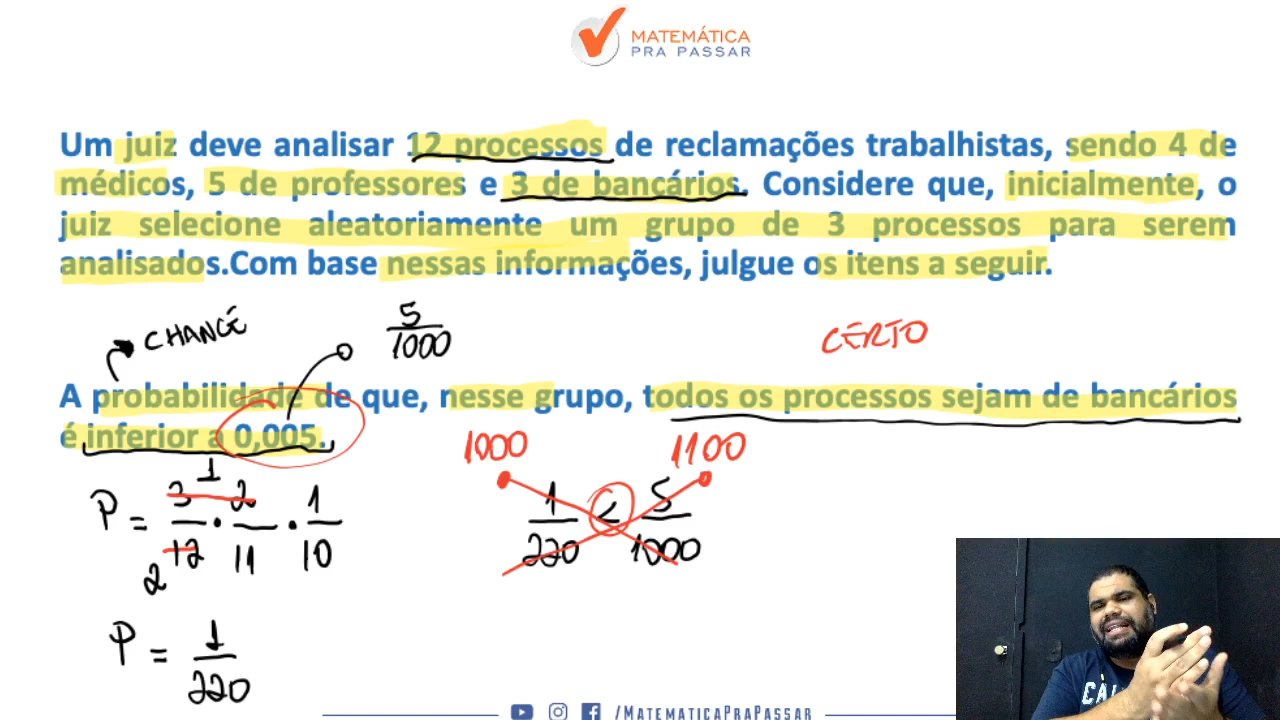 MATEMÁTICA
PRA PASSAR
Um juiz deve analisar 12 processos de reclamações trabalhistas, sendo 4 de
médicos, 5 de professores e 3 de bancários. Considere que, inicialmente, o
juiz selecione aleatoriamente um grupo de 3 processos para serem
analisados.Com base nessas informações, julgue os itens a seguir.
CHANCE
5/1000
CERTO
A probabilidade de que, nesse grupo, todos os processos sejam de bancários
é inferior a 0,005.
1000 1100
P = 3/12 · 2/11 · 1/10
1
2
1/220 < 5/1000
P = 1/220
CÁL
/MATEMATICAPRAPASSAR